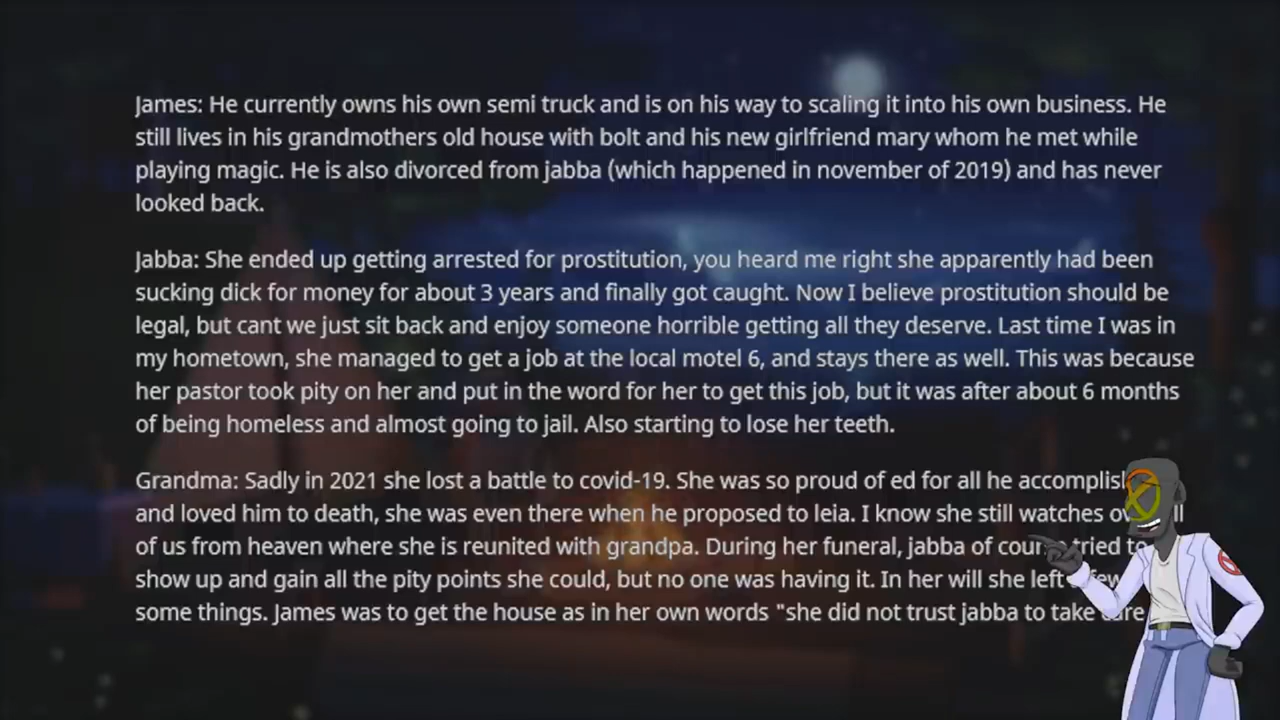 James: He currently owns his own semi truck and is on his way to scaling it into his own business. He
still lives in his grandmothers old house with bolt and his new girlfriend mary whom he met while
playing magic. He is also divorced from jabba (which happened in november of 2019) and has never
looked back.
Jabba: She ended up getting arrested for prostitution, you heard me right she apparently had been
sucking dick for money for about 3 years and finally got caught. Now I believe prostitution should be
legal, but cant we just sit back and enjoy someone horrible getting all they deserve. Last time I was in
my hometown, she managed to get a job at the local motel 6, and stays there as well. This was because
her pastor took pity on her and put in the word for her to get this job, but it was after about 6 months
of being homeless and almost going to jail. Also starting to lose her teeth.
Grandma: Sadly in 2021 she lost a battle to covid-19. She was so proud of ed for all he
and loved him to death, she was even there when he proposed to leia. I know she still watches
of us from heaven where she is reunited with grandpa. During her funeral, jabba of tried to
show up and gain all the pity points she could, but no one was having it. In her will she left few
some things. James was to get the house as in her own words "she did not trust jabba to take